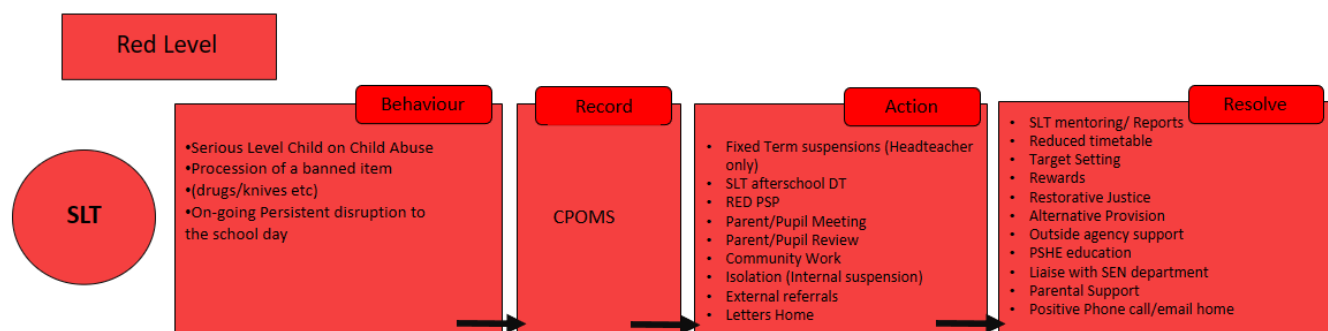 Red Level
SLT
Behaviour
•Serious Level Child on Child Abuse
•Procession of a banned item
•(drugs/knives etc)
•On-going Persistent disruption to
the school day
Record
CPOMS
Action
• Fixed Term suspensions (Headteacher
only)
• SLT afterschool DT
• RED PSP
• Parent/Pupil Meeting
• Parent/Pupil Review
• Community Work
• Isolation (Internal suspension)
• External referrals
• Letters Home
Resolve
• SLT mentoring/ Reports
• Reduced timetable
• Target Setting
• Rewards
• Restorative Justice
• Alternative Provision
• Outside agency support
• PSHE education
• Liaise with SEN department
• Parental Support
• Positive Phone call/email home